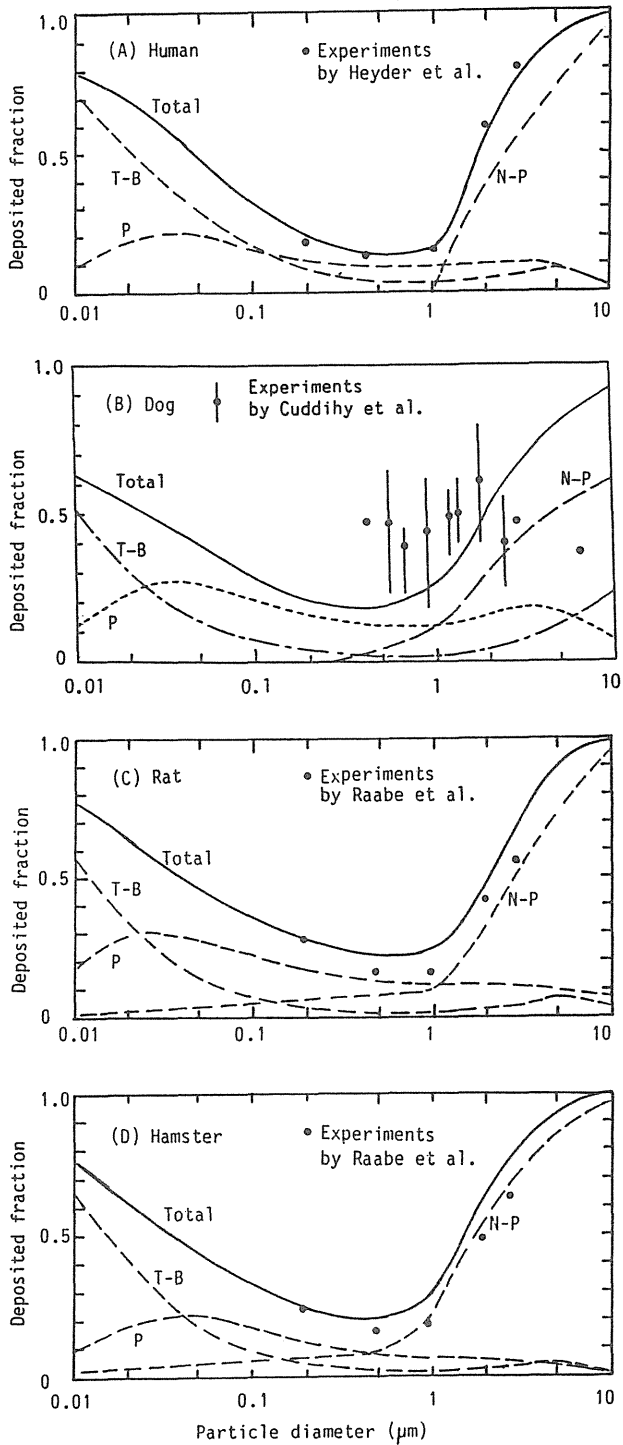 1.0
(A) Human
Experiments
by Heyder et al.
Total
T-B
N-P
P
0.5
0
0.01
0.1
1
10
Deposited fraction
1.0
(B) Dog
Experiments
by Cuddihy et al.
Total
N-P
T-B
P
0.5
0
0.01
0.1
1
10
Deposited fraction
1.0
(C) Rat
Experiments
by Raabe et al.
Total
T-B
N-P
P
0.5
0
0.01
0.1
1
10
Deposited fraction
1.0
(D) Hamster
Experiments
by Raabe et al.
Total
N-P
T-B
P
0.5
0
0.01
0.1
1
10
Deposited fraction
Particle diameter (μm)